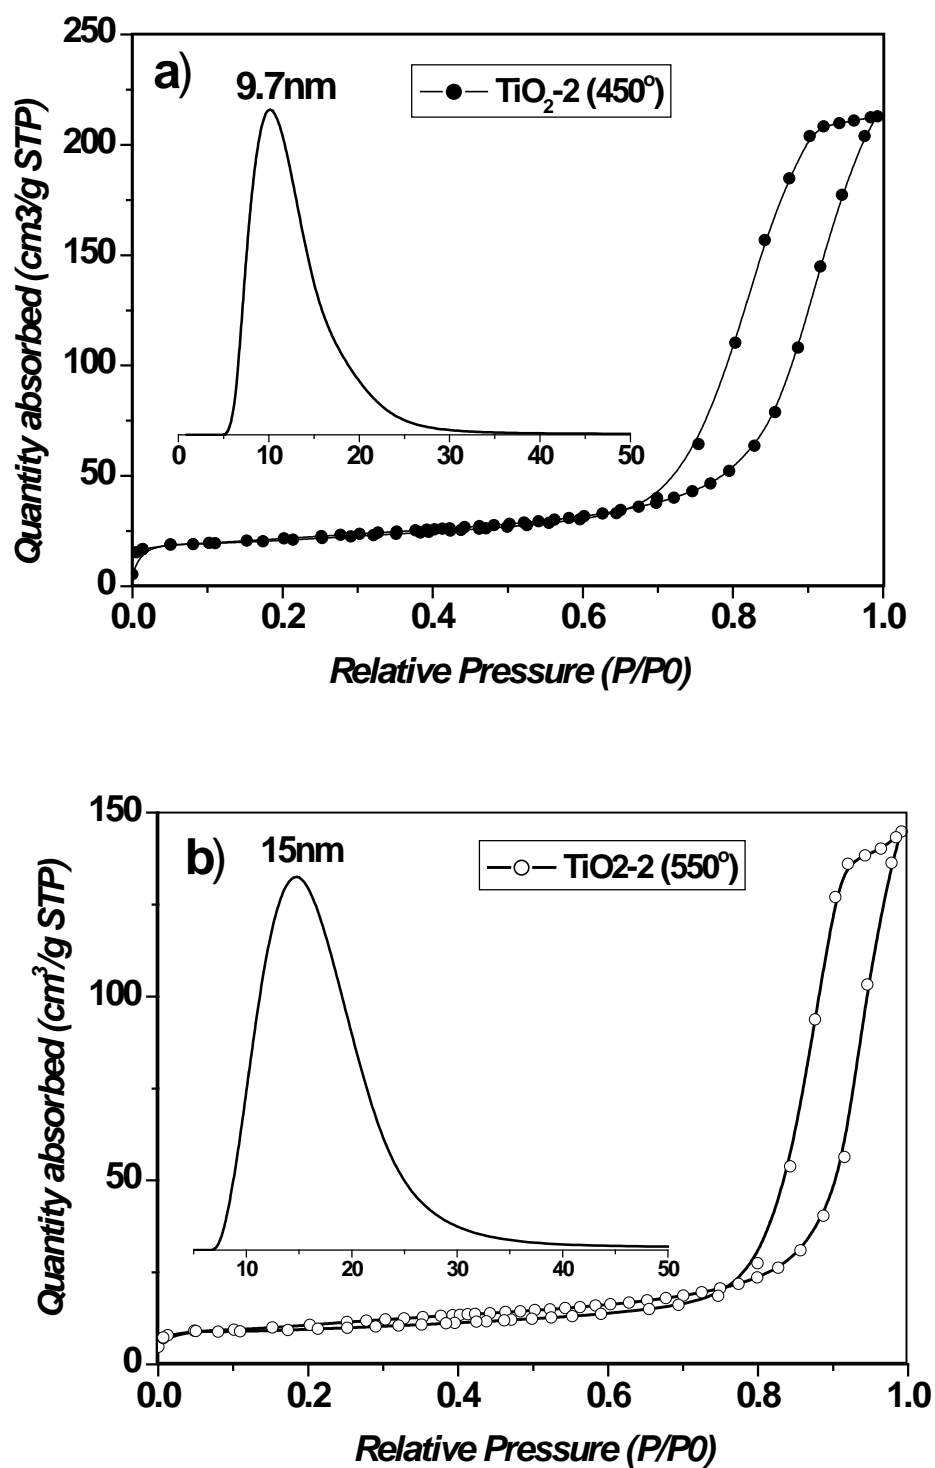 a)
9.7nm
TiO₂-2 (450°)
Quantity absorbed (cm3/g STP)
250
200
150
100
50
0
0 10 20 30 40 50
0.0 0.2 0.4 0.6 0.8 1.0
Relative Pressure (P/P0)
b)
15nm
TiO2-2 (550°)
Quantity absorbed (cm³/g STP)
150
100
50
0
10 20 30 40 50
0.0 0.2 0.4 0.6 0.8 1.0
Relative Pressure (P/P0)